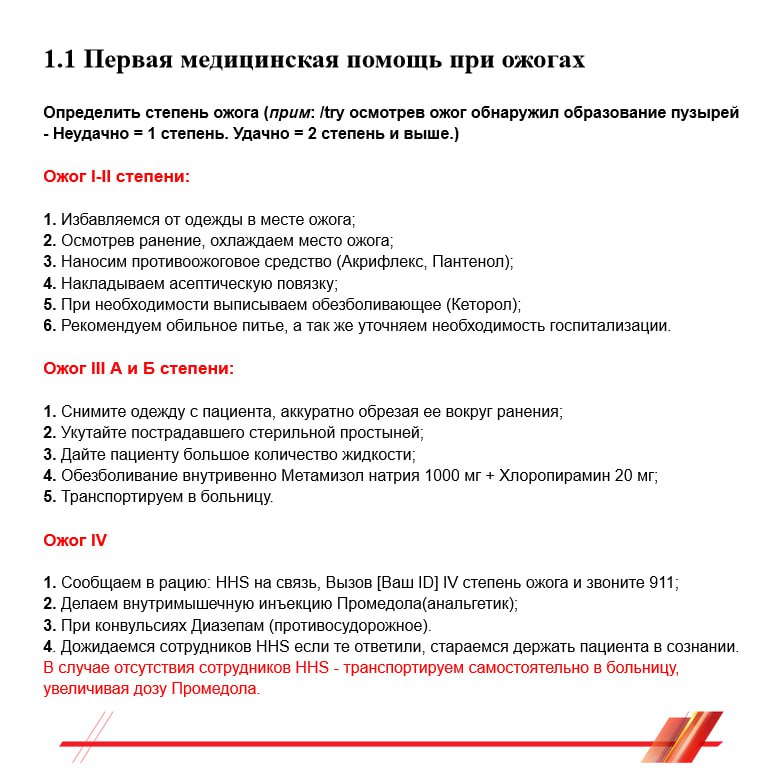 1.1 Первая медицинская помощь при ожогах
Определить степень ожога (прим: /try осмотрев ожог обнаружил образование пузырей
- Неудачно = 1 степень. Удачно = 2 степень и выше.)
Ожог I-II степени:
1. Избавляемся от одежды в месте ожога;
2. Осмотрев ранение, охлаждаем место ожога;
3. Наносим противоожоговое средство (Акрифлекс, Пантенол);
4. Накладываем асептическую повязку;
5. При необходимости выписываем обезболивающее (Кеторол);
6. Рекомендуем обильное питье, а так же уточняем необходимость госпитализации.
Ожог III А и Б степени:
1. Снимите одежду с пациента, аккуратно обрезая ее вокруг ранения;
2. Укутайте пострадавшего стерильной простыней;
3. Дайте пациенту большое количество жидкости;
4. Обезболивание внутривенно Метамизол натрия 1000 мг + Хлоропирамин 20 мг;
5. Транспортируем в больницу.
Ожог IV
1. Сообщаем в рацию: HHS на связь, Вызов [Ваш ID] IV степень ожога и звоните 911;
2. Делаем внутримышечную инъекцию Промедола(анальгетик);
3. При конвульсиях Диазепам (противосудорожное).
4. Дожидаемся сотрудников HHS если те ответили, стараемся держать пациента в сознании.
В случае отсутствия сотрудников HHS - транспортируем самостоятельно в больницу,
увеличивая дозу Промедола.